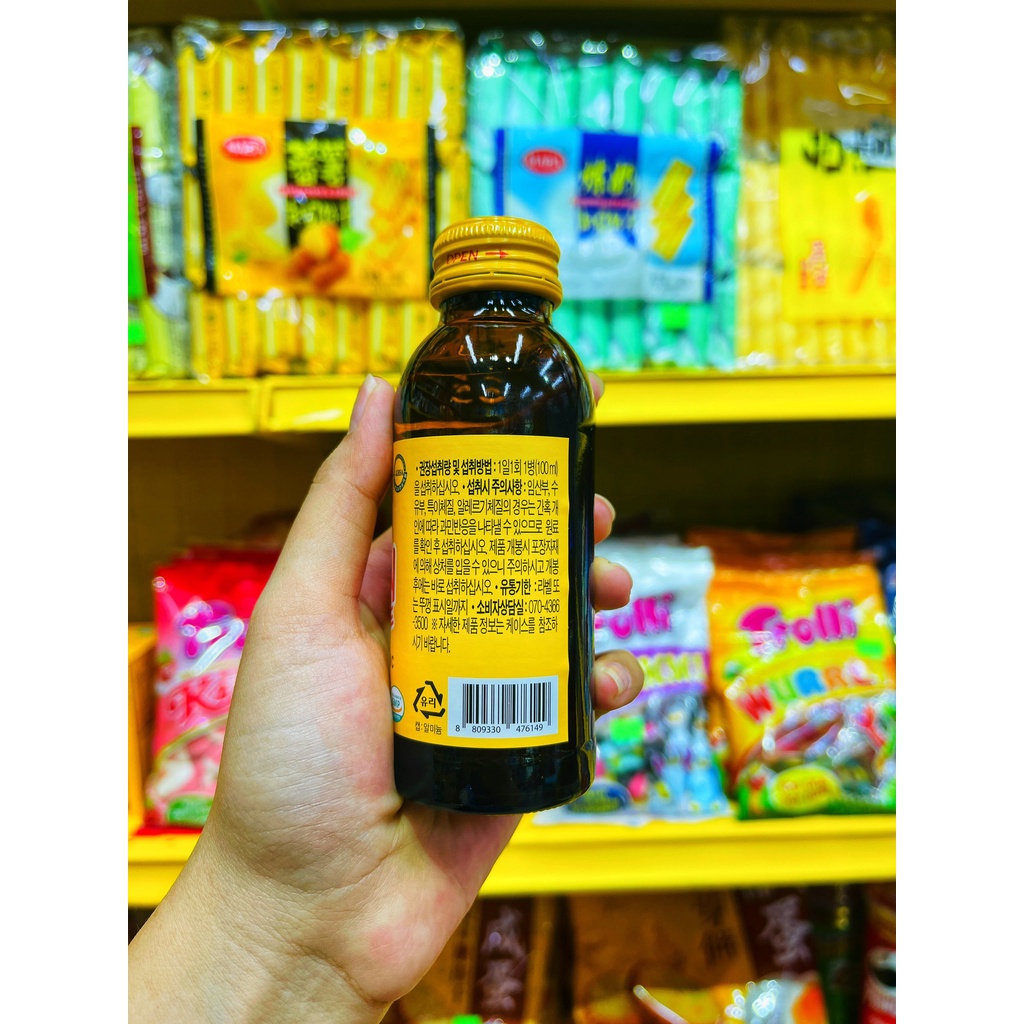 OPEN →
• 권장섭취량 및 섭취방법 : 1일1회 1병(100 ml)
을 섭취하십시오. • 섭취시 주의사항 : 임산부, 수
유부, 특이체질, 알레르기체질의 경우는 간혹 개
인에 따라 과민반응을 나타낼 수 있으므로 원료
를 확인 후 섭취하십시오. 제품 개봉시 포장자재
에 의해 상처를 입을 수 있으니 주의하시고 개봉
후에는 바로 섭취하십시오. • 유통기한 : 라벨 또
는 뚜껑 표시일까지 • 소비자상담실 : 070-4366
-3500 ※ 자세한 제품 정보는 케이스를 참조하
시기 바랍니다.
유리
캡 : 알미늄
8 809330 476149
Trolli
WURRL